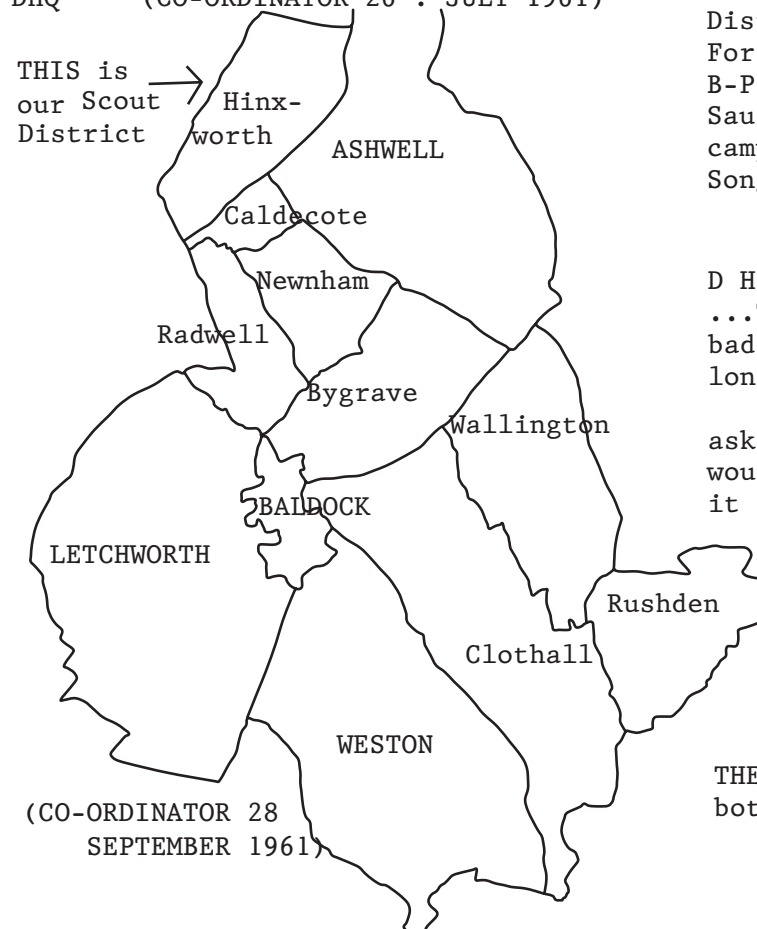 DHQ (CO-ORDINATOR 26 : JULY 1961)
THIS is
our Scout
District
Hinx-
worth
ASHWELL
Caldecote
Newnham
Radwell
Bygrave
Wallington
BALDOCK
LETCHWORTH
Rushden
Clothall
WESTON
(CO-ORDINATOR 28
SEPTEMBER 1961)
Dis
For
B-P
Sau
cam
Son
D H
...
bad
lon
ask
wou
it
THE
bot